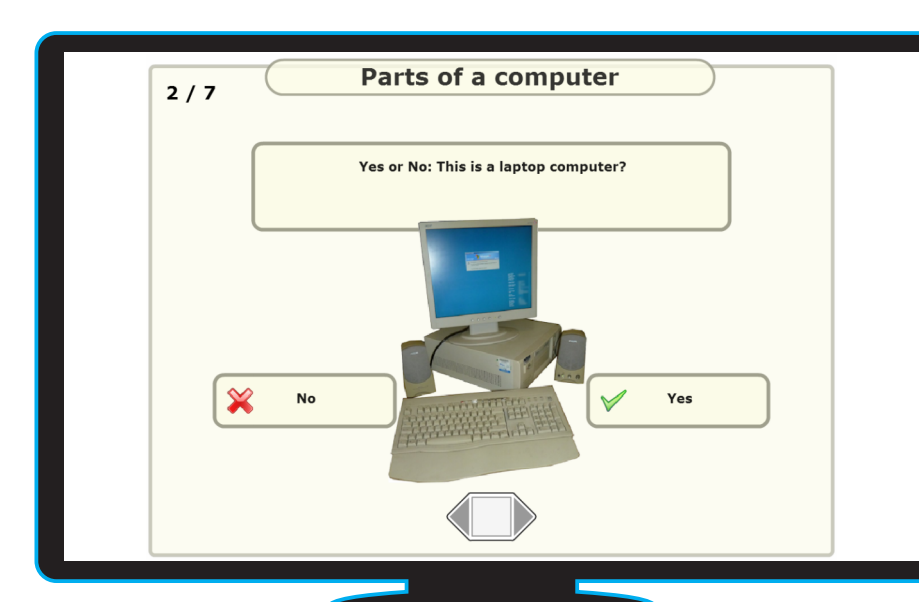 Parts of a computer
2 / 7
Yes or No: This is a laptop computer?
No
Yes